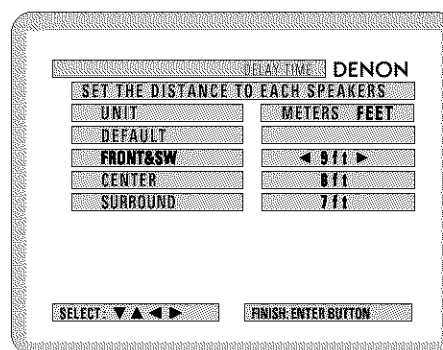 DELAY TIME DENON
SET THE DISTANCE TO EACH SPEAKERS
UNIT METERS FEET
DEFAULT
FRONT&SW ◄ 9ft ►
CENTER 8ft
SURROUND 7ft
SELECT: ▼ ▲ ◄ ► FINISH: ENTER BUTTON